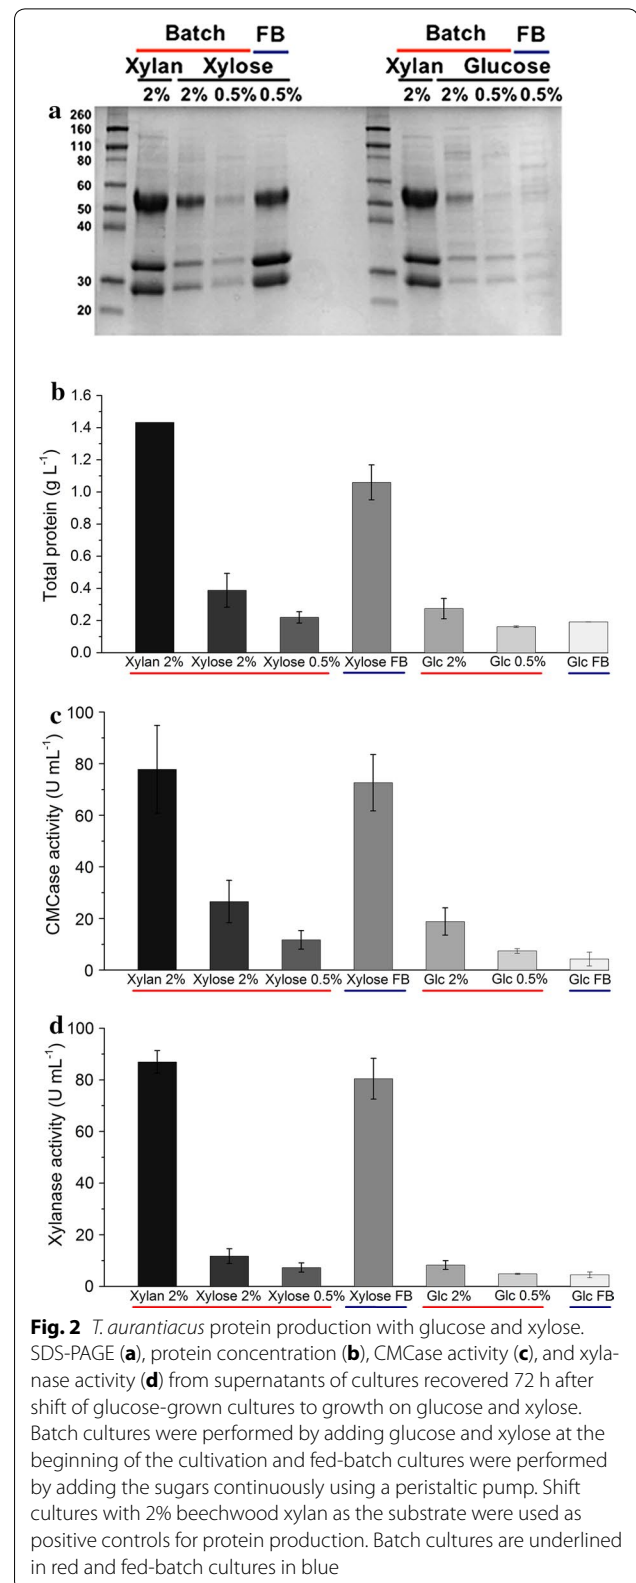 Batch FB Batch FB
Xylan Xylose Xylan Glucose
2% 2% 0.5% 0.5% 2% 2% 0.5% 0.5%
a
260
160
110
80
60
50
40
30
20
b
Total protein (g L⁻¹)
1.6
1.4
1.2
1.0
0.8
0.6
0.4
0.2
0.0
Xylan 2% Xylose 2% Xylose 0.5% Xylose FB Glc 2% Glc 0.5% Glc FB
c
CMCase activity (U mL⁻¹)
100
80
60
40
20
0
Xylan 2% Xylose 2% Xylose 0.5% Xylose FB Glc 2% Glc 0.5% Glc FB
d
Xylanase activity (U mL⁻¹)
100
80
60
40
20
0
Xylan 2% Xylose 2% Xylose 0.5% Xylose FB Glc 2% Glc 0.5% Glc FB
Fig. 2 T. aurantiacus protein production with glucose and xylose.
SDS-PAGE (a), protein concentration (b), CMCase activity (c), and xyla-
nase activity (d) from supernatants of cultures recovered 72 h after
shift of glucose-grown cultures to growth on glucose and xylose.
Batch cultures were performed by adding glucose and xylose at the
beginning of the cultivation and fed-batch cultures were performed
by adding the sugars continuously using a peristaltic pump. Shift
cultures with 2% beechwood xylan as the substrate were used as
positive controls for protein production. Batch cultures are underlined
in red and fed-batch cultures in blue